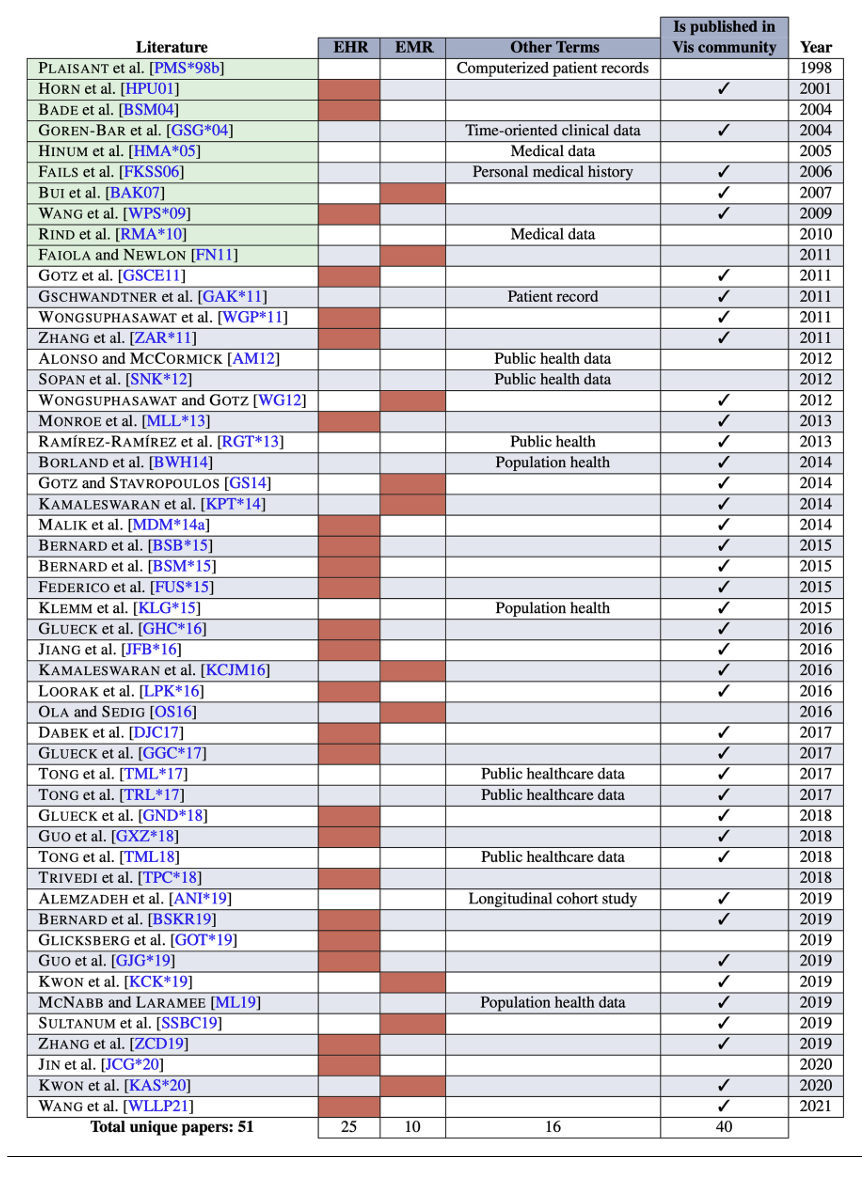 Is published in
Literature EHR EMR Other Terms Vis community Year
PLAISANT et al. [PMS*98b] Computerized patient records 1998
HORN et al. [HPU01] ✓ 2001
BADE et al. [BSM04] 2004
GOREN-BAR et al. [GSG*04] Time-oriented clinical data ✓ 2004
HINUM et al. [HMA*05] Medical data 2005
FAILS et al. [FKSS06] Personal medical history ✓ 2006
BUI et al. [BAK07] ✓ 2007
WANG et al. [WPS*09] ✓ 2009
RIND et al. [RMA*10] Medical data 2010
FAIOLA and NEWLON [FN11] 2011
GOTZ et al. [GSCE11] ✓ 2011
GSCHWANDTNER et al. [GAK*11] Patient record ✓ 2011
WONGSUPHASAWAT et al. [WGP*11] ✓ 2011
ZHANG et al. [ZAR*11] ✓ 2011
ALONSO and MCCORMICK [AM12] Public health data 2012
SOPAN et al. [SNK*12] Public health data 2012
WONGSUPHASAWAT and GOTZ [WG12] ✓ 2012
MONROE et al. [MLL*13] ✓ 2013
RAMÍREZ-RAMÍREZ et al. [RGT*13] Public health ✓ 2013
BORLAND et al. [BWH14] Population health ✓ 2014
GOTZ and STAVROPOULOS [GS14] ✓ 2014
KAMALESWARAN et al. [KPT*14] ✓ 2014
MALIK et al. [MDM*14a] ✓ 2014
BERNARD et al. [BSB*15] ✓ 2015
BERNARD et al. [BSM*15] ✓ 2015
FEDERICO et al. [FUS*15] ✓ 2015
KLEMM et al. [KLG*15] Population health ✓ 2015
GLUECK et al. [GHC*16] ✓ 2016
JIANG et al. [JFB*16] ✓ 2016
KAMALESWARAN et al. [KCJM16] ✓ 2016
LOORAK et al. [LPK*16] ✓ 2016
OLA and SEDIG [OS16] 2016
DABEK et al. [DJC17] ✓ 2017
GLUECK et al. [GGC*17] ✓ 2017
TONG et al. [TML*17] Public healthcare data ✓ 2017
TONG et al. [TRL*17] Public healthcare data ✓ 2017
GLUECK et al. [GND*18] ✓ 2018
GUO et al. [GXZ*18] ✓ 2018
TONG et al. [TML18] Public healthcare data ✓ 2018
TRIVEDI et al. [TPC*18] 2018
ALEMZADEH et al. [ANI*19] Longitudinal cohort study ✓ 2019
BERNARD et al. [BSKR19] ✓ 2019
GLICKSBERG et al. [GOT*19] 2019
GUO et al. [GJG*19] ✓ 2019
KWON et al. [KCK*19] ✓ 2019
MCNABB and LARAMEE [ML19] Population health data ✓ 2019
SULTANUM et al. [SSBC19] ✓ 2019
ZHANG et al. [ZCD19] ✓ 2019
JIN et al. [JCG*20] 2020
KWON et al. [KAS*20] ✓ 2020
WANG et al. [WLLP21] ✓ 2021
Total unique papers: 51 25 10 16 40